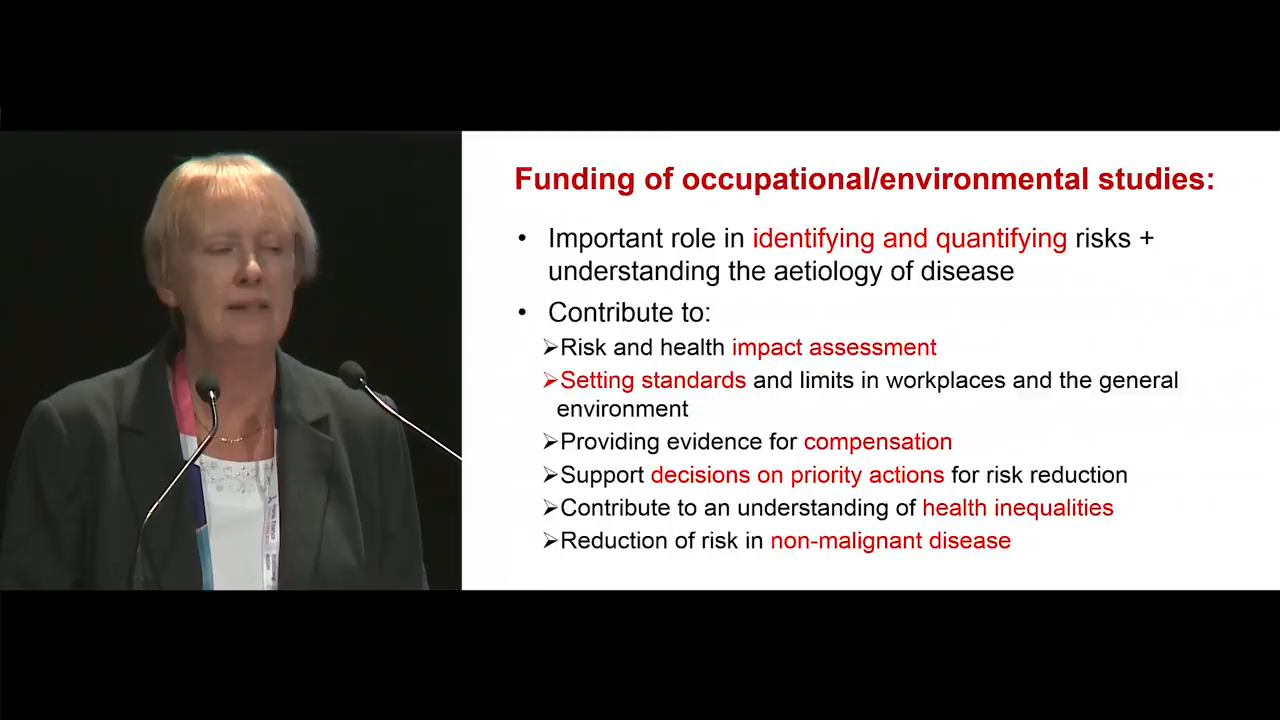 Funding of occupational/environmental studies:
• Important role in identifying and quantifying risks +
understanding the aetiology of disease
• Contribute to:
➢Risk and health impact assessment
➢Setting standards and limits in workplaces and the general
environment
➢Providing evidence for compensation
➢Support decisions on priority actions for risk reduction
➢Contribute to an understanding of health inequalities
➢Reduction of risk in non-malignant disease